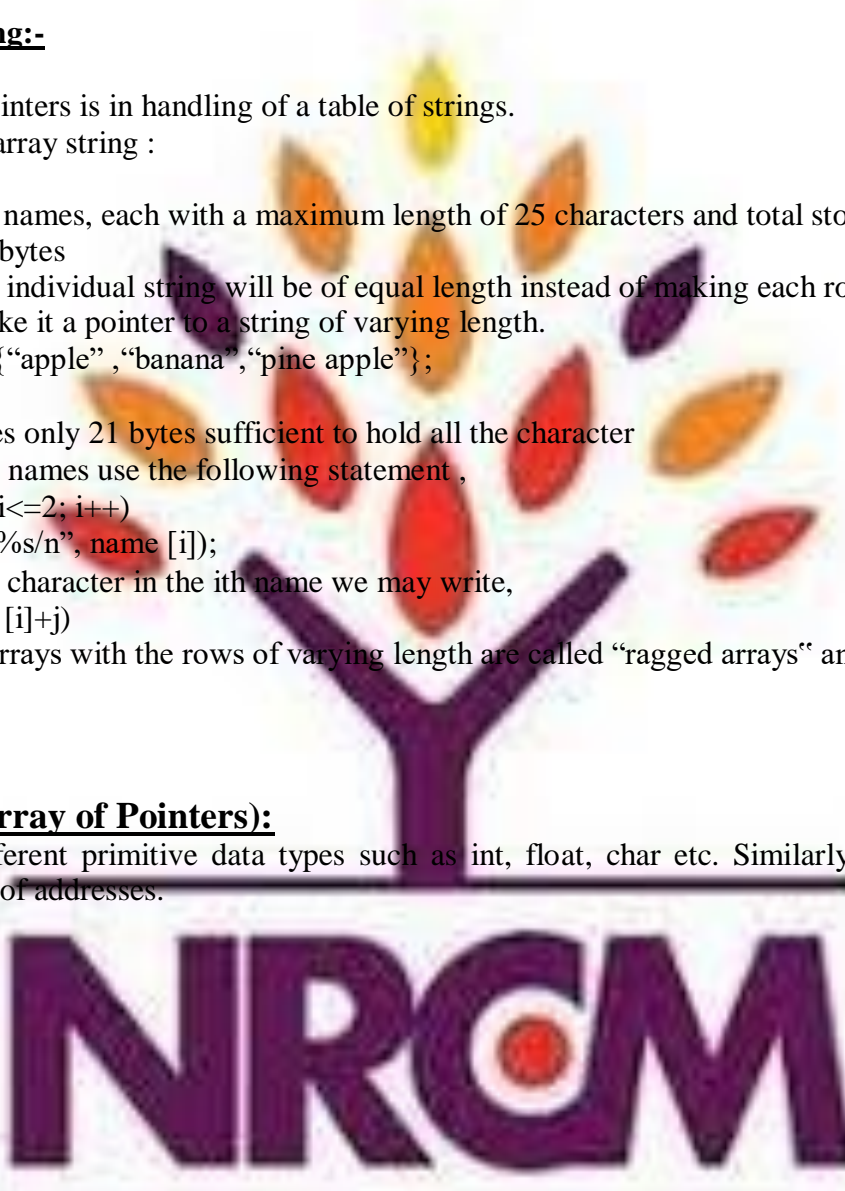 ng:-
inters is in handling of a table of strings.
array string :
names, each with a maximum length of 25 characters and total sto
bytes
individual string will be of equal length instead of making each ro
ke it a pointer to a string of varying length.
{“apple” ,“banana”,“pine apple”};
es only 21 bytes sufficient to hold all the character
names use the following statement ,
i<=2; i++)
%s/n”, name [i]);
character in the ith name we may write,
[i]+j)
rrays with the rows of varying length are called “ragged arrays‟ an
rray of Pointers):
fferent primitive data types such as int, float, char etc. Similarly
of addresses.
NRCM